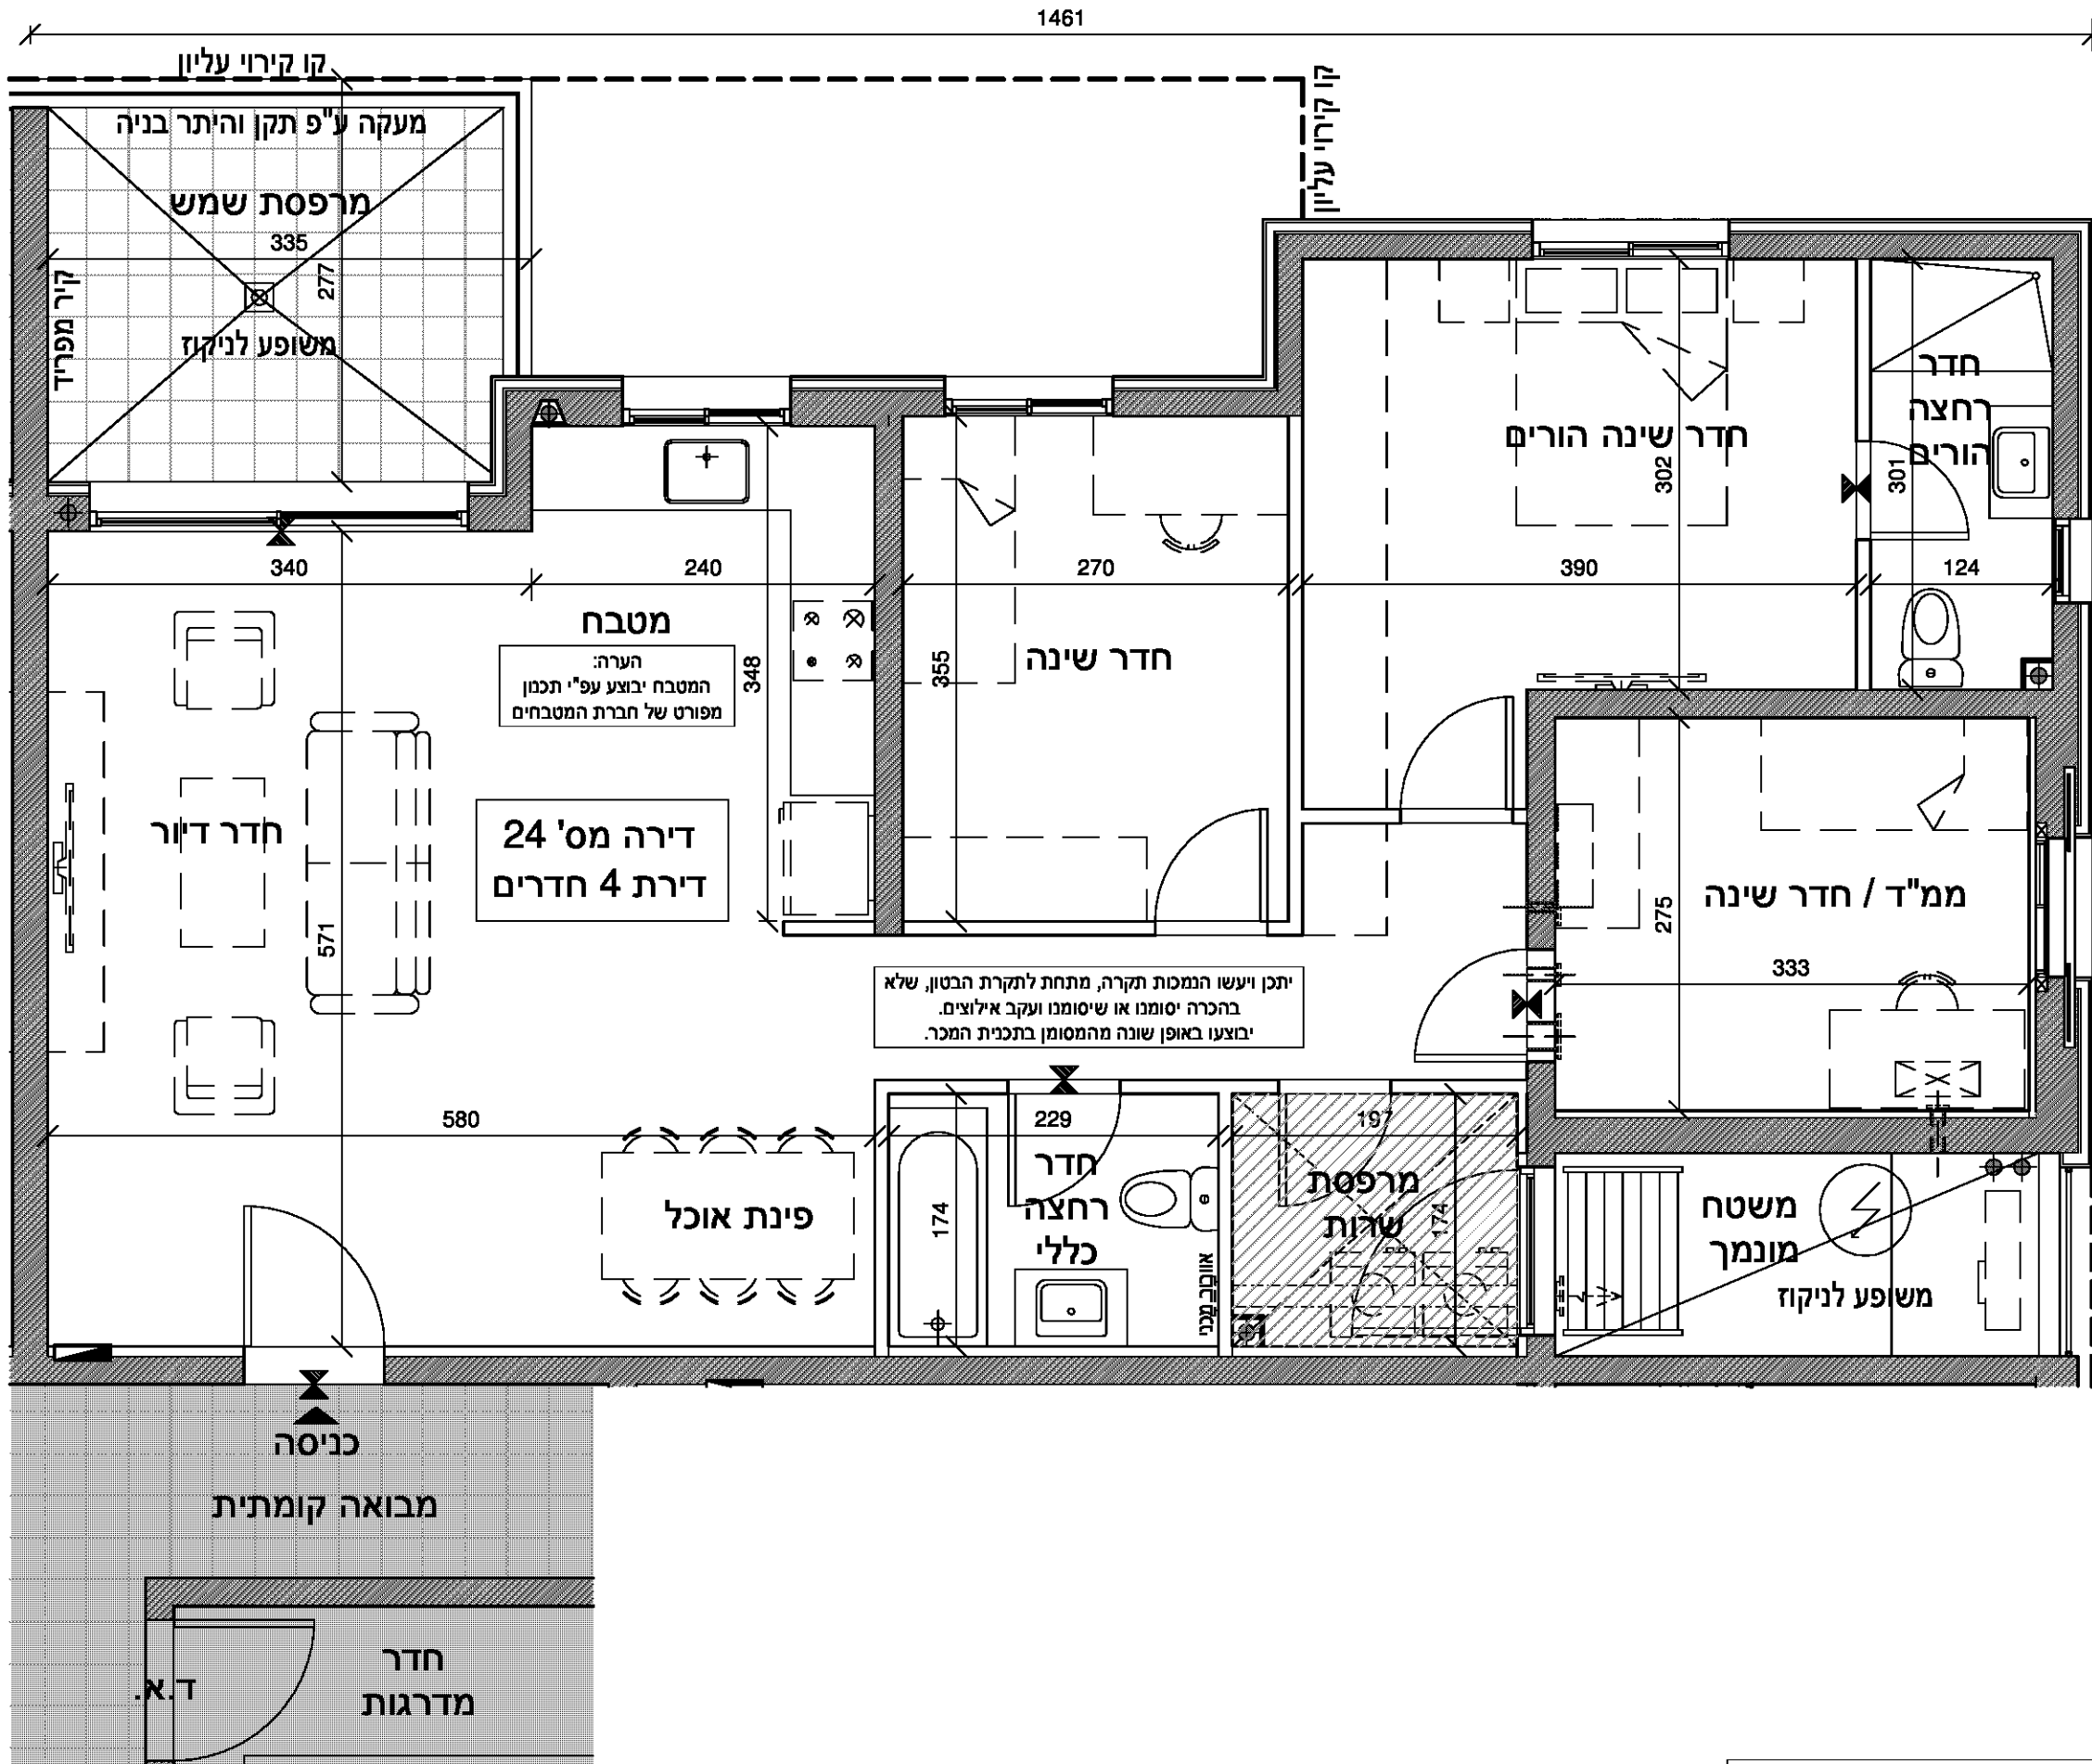 1461
קו קירוי עליון
קו קירוי עליון
מעקה ע"פ תקן והיתר בניה
מרפסת שמש
335
277
קיר מפריד
משופע לניקוז
חדר
רחצה
הורים
חדר שינה הורים
302
301
340
240
270
390
124
מטבח
הערה:
המטבח יבוצע עפ"י תכנון
מפורט של חברת המטבחים
348
355
חדר שינה
חדר דיור
דירה מס' 24
דירת 4 חדרים
571
ממ"ד / חדר שינה
275
333
יתכן ויעשו הנמכות תקרה, מתחת לתקרת הבטון, שלא
בהכרה יסומנו או שיסומנו ועקב אילוצים.
יבוצעו באופן שונה מהמסומן בתכנית המכר.
580
229
197
חדר
רחצה
כללי
174
אוורור מכני
מרפסת
שרות
174
פינת אוכל
משטח
מונמך
משופע לניקוז
כניסה
מבואה קומתית
חדר
מדרגות
ד.א.